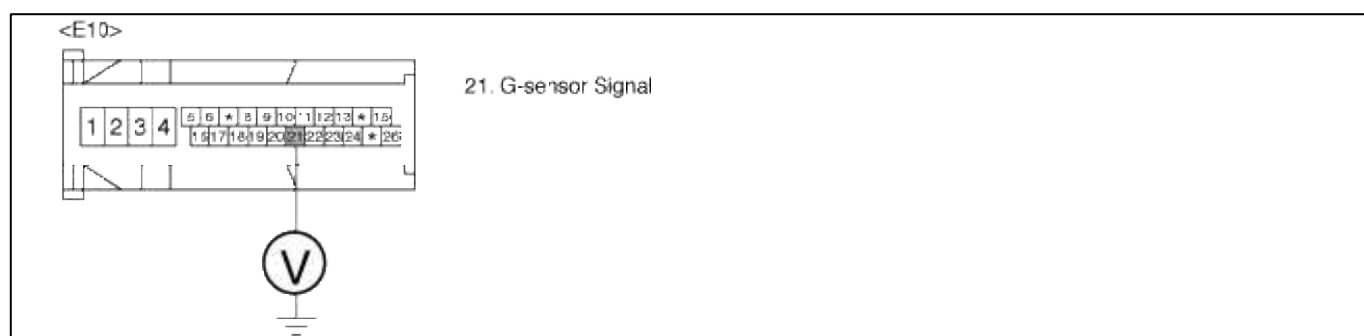 <E10>
21. G-sensor Signal
1 2 3 4
5 6 * 8 9 10 11 12 13 * 15
16 17 18 19 20 21 22 23 24 * 26
V